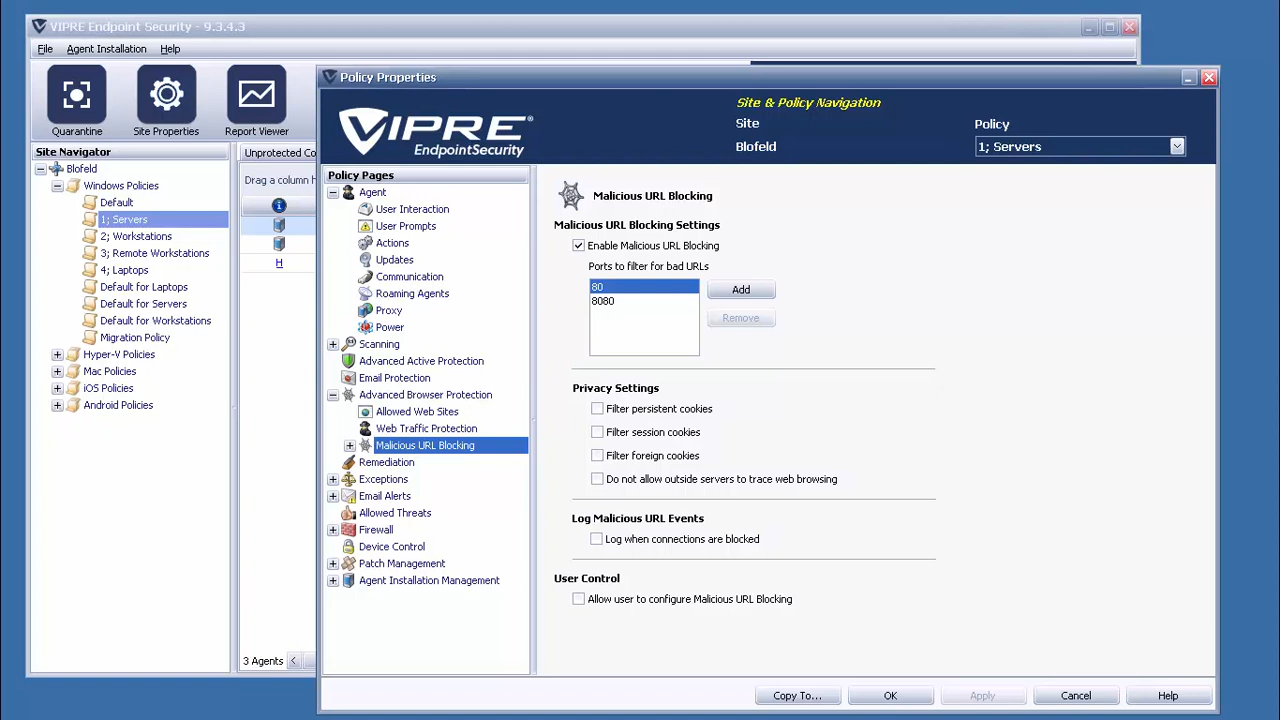 VIPRE Endpoint Security - 9.3.4.3
File Agent Installation Help
Quarantine Site Properties Report Viewer
Site Navigator
Blofeld
Windows Policies
Default
1; Servers
2; Workstations
3; Remote Workstations
4; Laptops
Default for Laptops
Default for Servers
Default for Workstations
Migration Policy
Hyper-V Policies
Mac Policies
iOS Policies
Android Policies
Unprotected Co
Drag a column h
H
3 Agents
Policy Properties
VIPRE®
EndpointSecurity
Site & Policy Navigation
Site
Blofeld
Policy
1; Servers
Policy Pages
Agent
User Interaction
User Prompts
Actions
Updates
Communication
Roaming Agents
Proxy
Power
Scanning
Advanced Active Protection
Email Protection
Advanced Browser Protection
Allowed Web Sites
Web Traffic Protection
Malicious URL Blocking
Remediation
Exceptions
Email Alerts
Allowed Threats
Firewall
Device Control
Patch Management
Agent Installation Management
Malicious URL Blocking
Malicious URL Blocking Settings
Enable Malicious URL Blocking
Ports to filter for bad URLs
80
8080
Add
Remove
Privacy Settings
Filter persistent cookies
Filter session cookies
Filter foreign cookies
Do not allow outside servers to trace web browsing
Log Malicious URL Events
Log when connections are blocked
User Control
Allow user to configure Malicious URL Blocking
Copy To... OK Apply Cancel Help